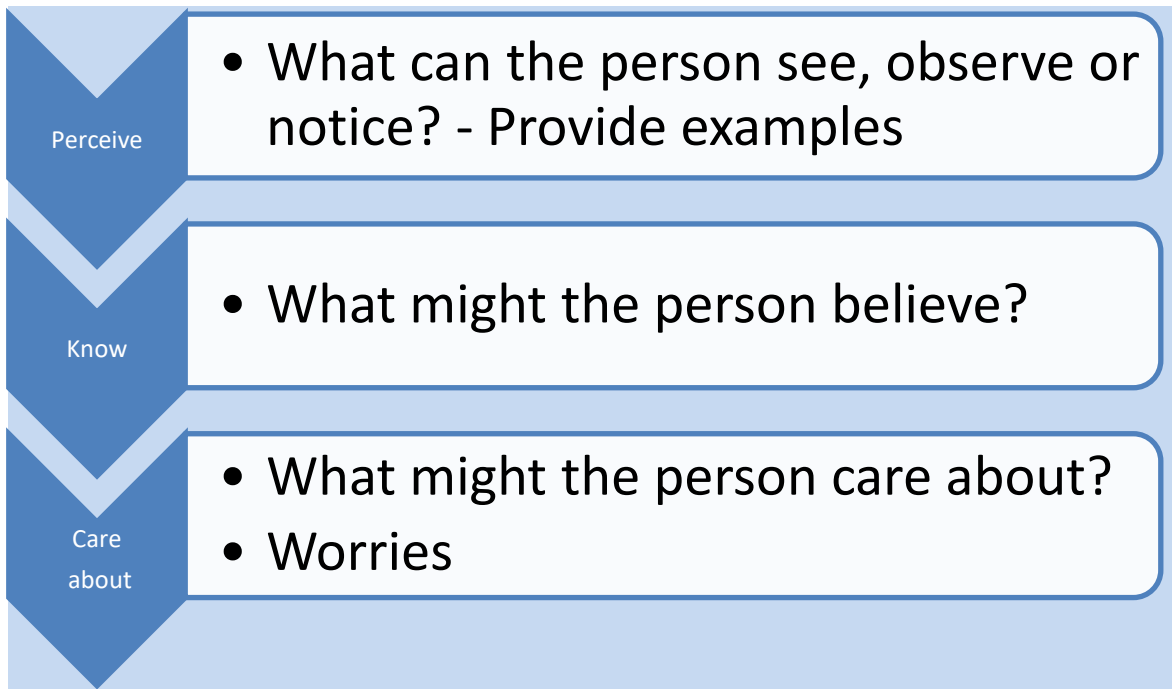 Perceive
• What can the person see, observe or
notice? - Provide examples
Know
• What might the person believe?
Care
about
• What might the person care about?
• Worries